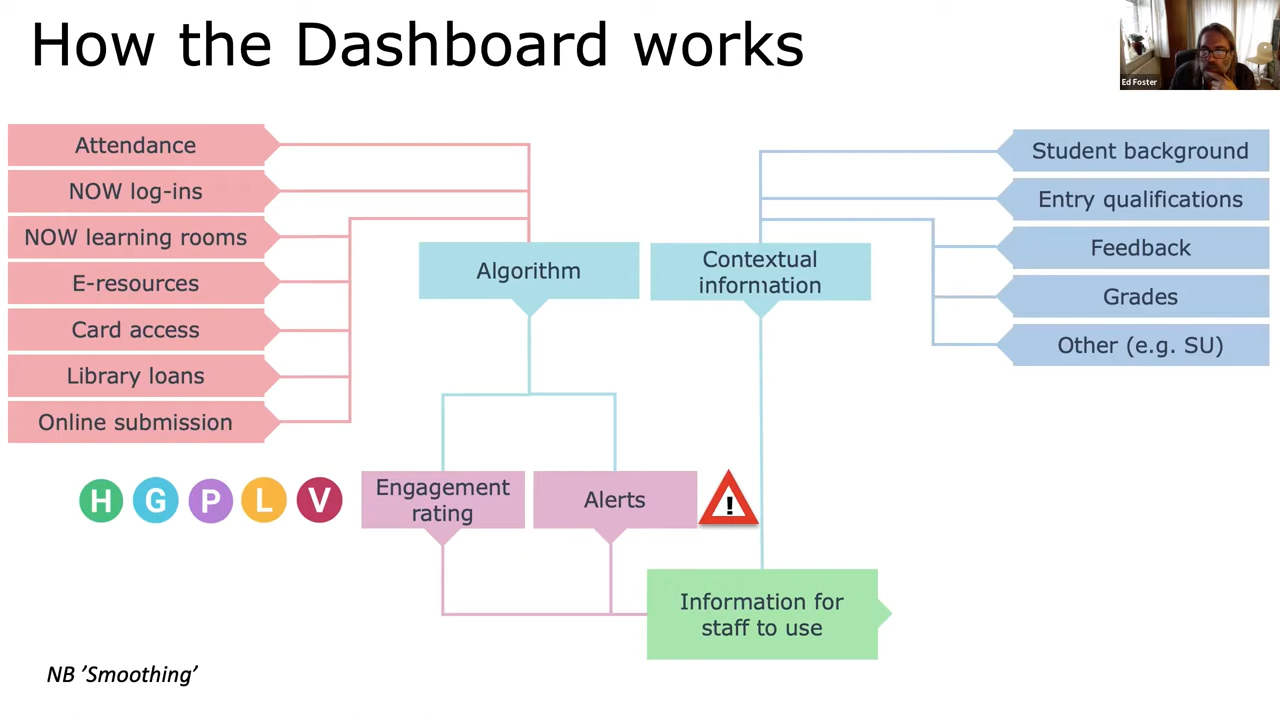 How the Dashboard works
Ed Foster
Attendance
NOW log-ins
NOW learning rooms
E-resources
Card access
Library loans
Online submission
Algorithm
Contextual
information
Student background
Entry qualifications
Feedback
Grades
Other (e.g. SU)
H G P L V
Engagement
rating
Alerts
!
Information for
staff to use
NB ’Smoothing’